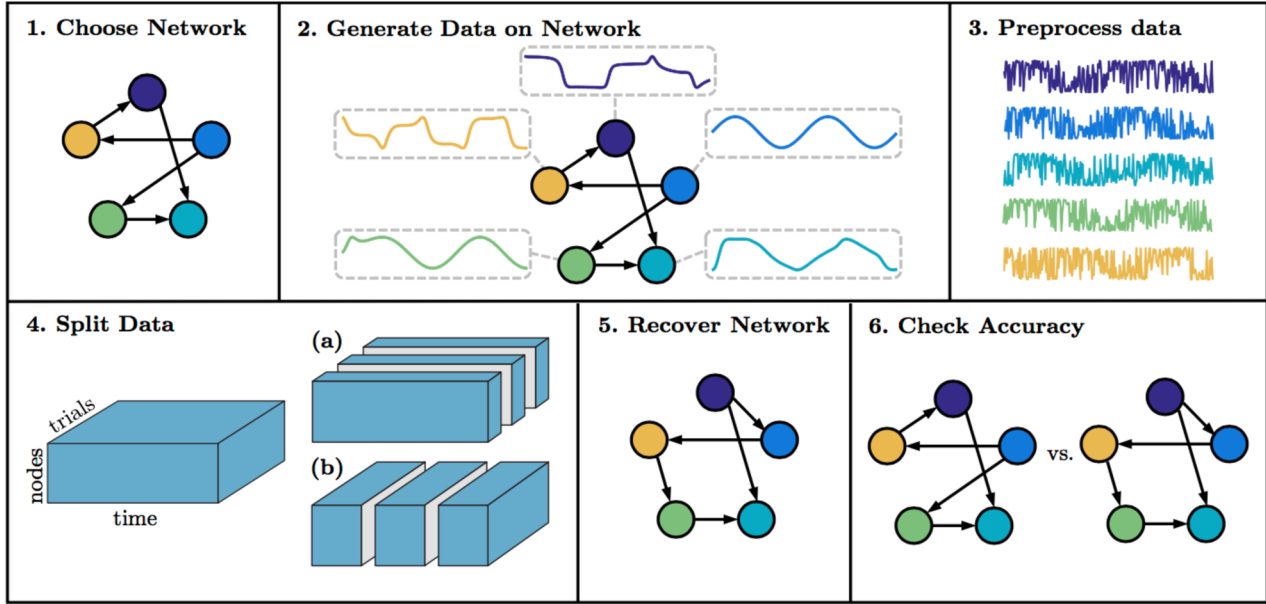 1. Choose Network
2. Generate Data on Network
3. Preprocess data
4. Split Data
trials
nodes
time
(a)
(b)
5. Recover Network
6. Check Accuracy
vs.